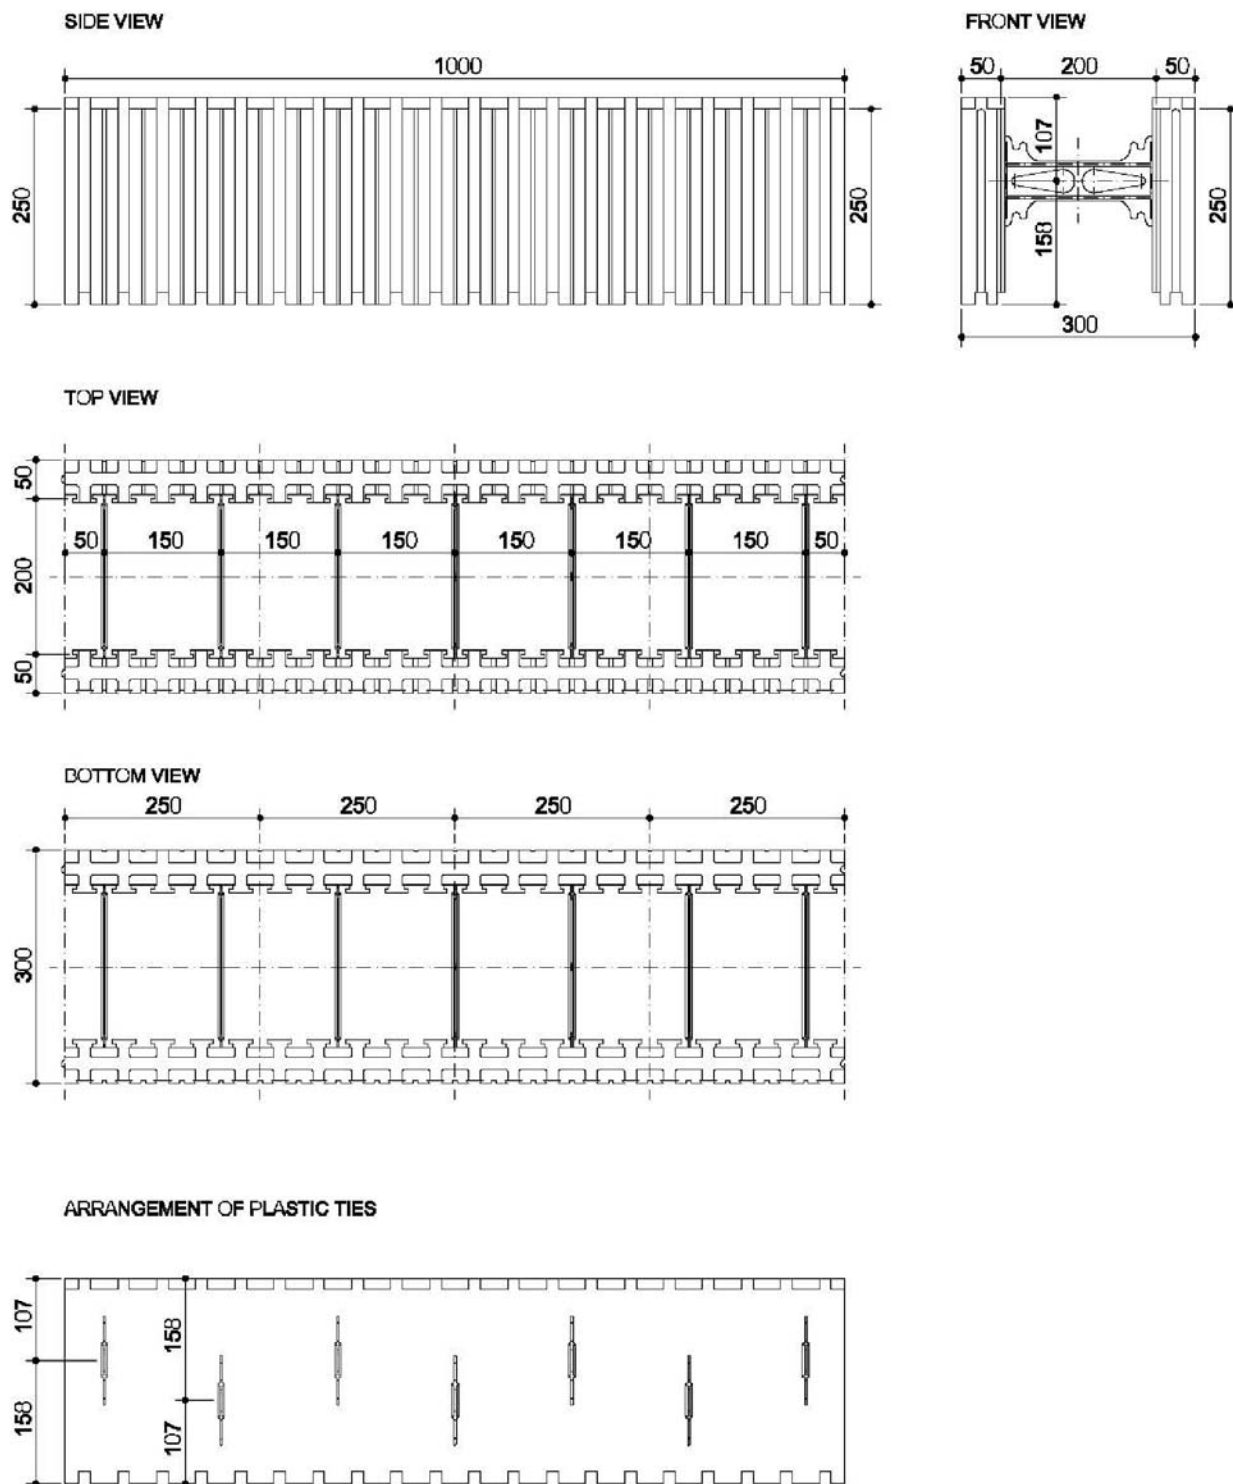 SIDE VIEW
FRONT VIEW
1000
50 200 50
250
250
107
158
250
300
TOP VIEW
50
200
50
50 150 150 150 150 150 150 50
BOTTOM VIEW
250 250 250 250
300
ARRANGEMENT OF PLASTIC TIES
107
158
158
107